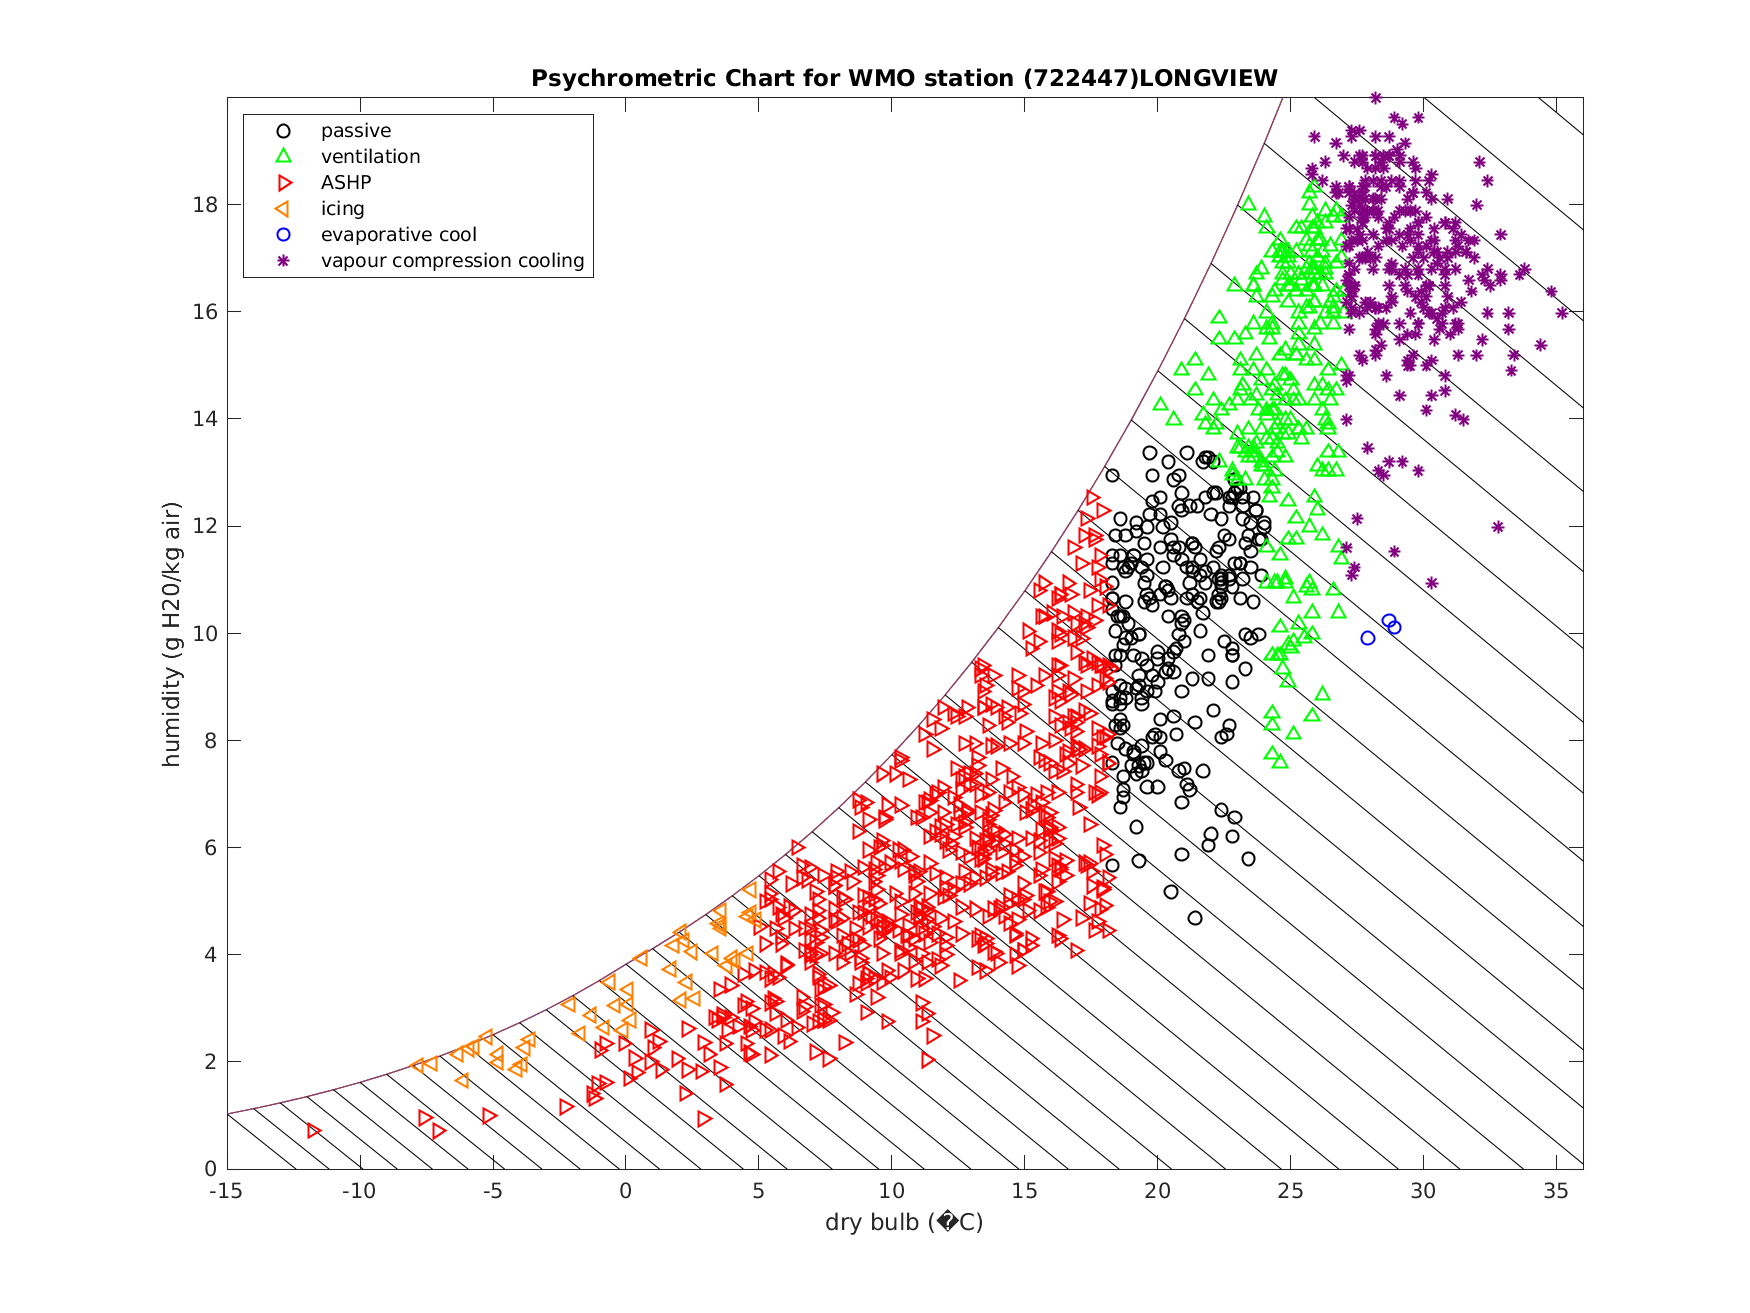 Psychrometric Chart for WMO station (722447)LONGVIEW
passive
ventilation
ASHP
icing
evaporative cool
vapour compression cooling
humidity (g H20/kg air)
18
16
14
12
10
8
6
4
2
0
-15 -10 -5 0 5 10 15 20 25 30 35
dry bulb (�C)